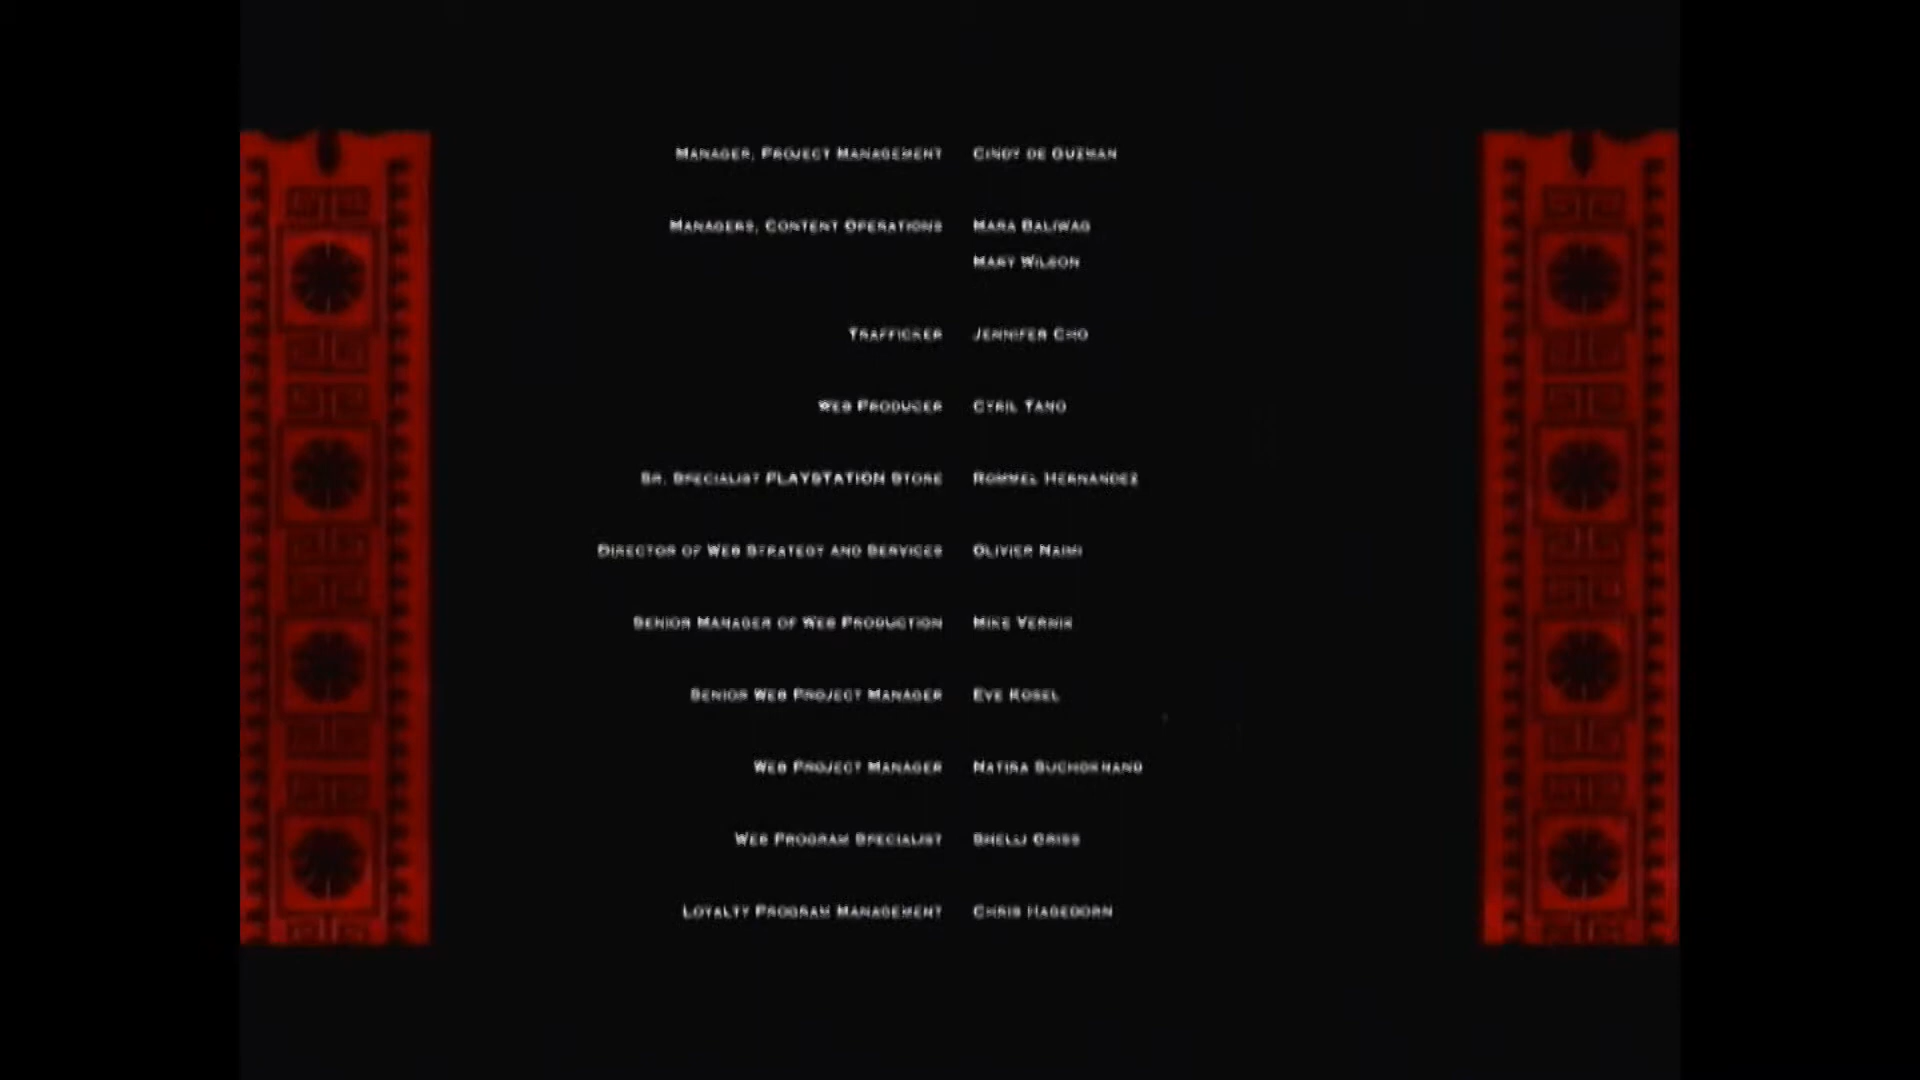 Manager, Project Management Cindy de Guzman
Managers, Content Operations Mara Baliwag
Mary Wilson
Trafficker Jennifer Cho
Web Producer Cyril Tano
Sr. Specialist PLAYSTATION Store Rommel Hernandez
Director of Web Strategy and Services Olivier Naimi
Senior Manager of Web Production Mike Vernik
Senior Web Project Manager Eve Kosel
Web Project Manager
Web Program Specialist Shelli Griss
Loyalty Program Management Chris Hagedorn